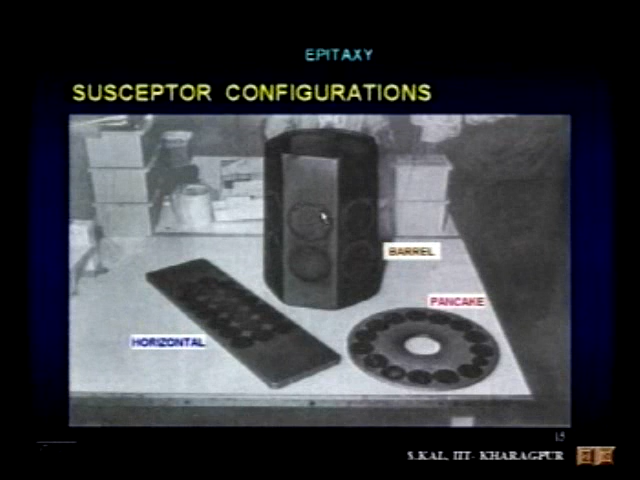 EPITAXY
SUSCEPTOR CONFIGURATIONS
BARREL
PANCAKE
HORIZONTAL
15
S.KAL, IIT- KHARAGPUR